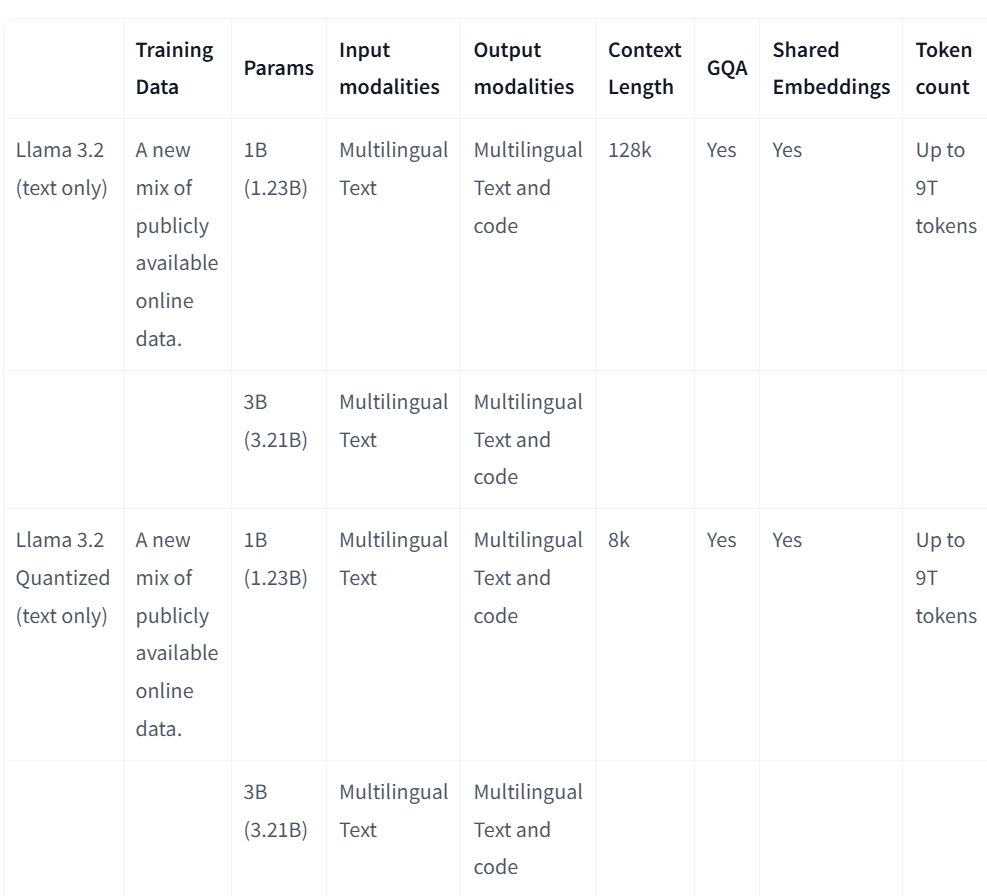 Training Data
Params
Input modalities
Output modalities
Context Length
GQA
Shared Embeddings
Token count
Llama 3.2
(text only)
A new
mix of
publicly
available
online
data.
1B
(1.23B)
Multilingual
Text
Multilingual
Text and
code
128k
Yes
Yes
Up to
9T
tokens
3B
(3.21B)
Multilingual
Text
Multilingual
Text and
code
Llama 3.2
Quantized
(text only)
A new
mix of
publicly
available
online
data.
1B
(1.23B)
Multilingual
Text
Multilingual
Text and
code
8k
Yes
Yes
Up to
9T
tokens
3B
(3.21B)
Multilingual
Text
Multilingual
Text and
code